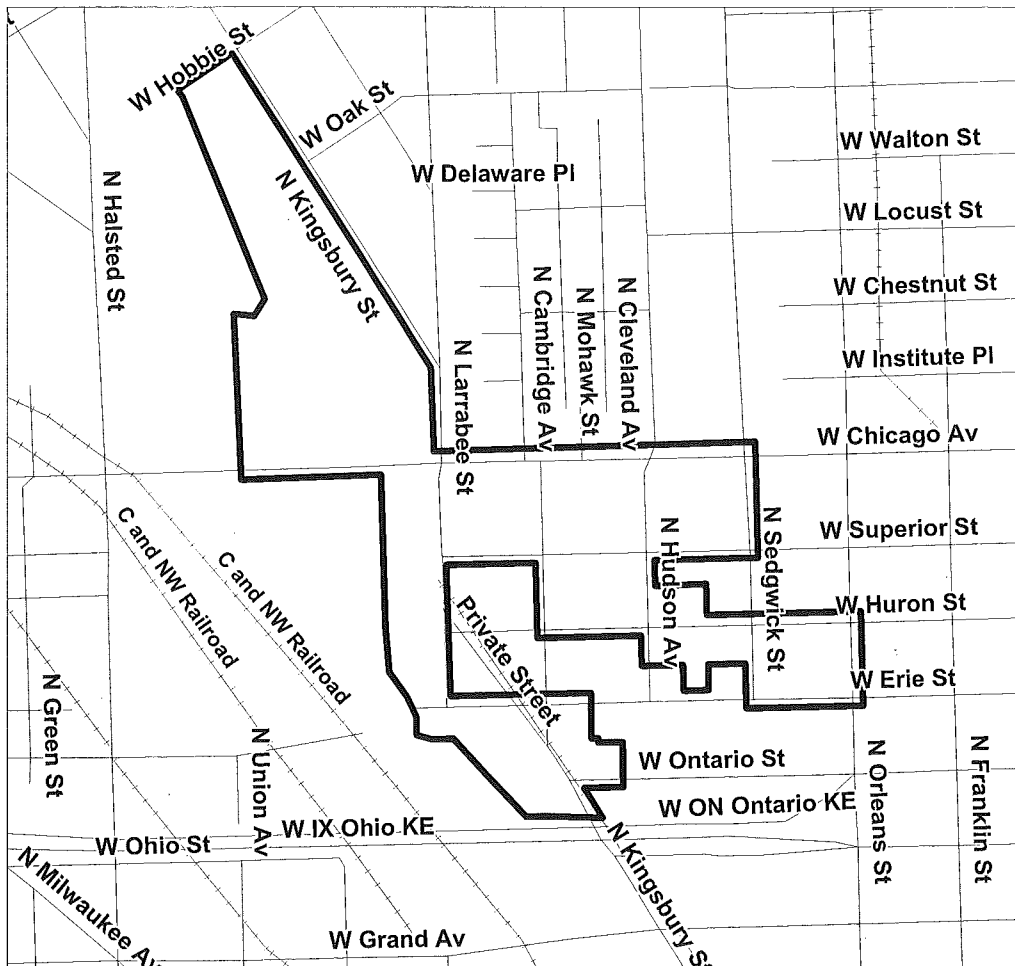 t
W Hobbie St
W Oak St
W Walton St
W Delaware Pl
N Halsted St
N Kingsbury St
W Locust St
N Cambridge Av
N Mohawk St
N Cleveland Av
W Chestnut St
N Larrabee St
W Institute Pl
W Chicago Av
C and NW Railroad
C and NW Railroad
N Hudson Av
N Sedgwick St
W Superior St
Private Street
W Huron St
W Erie St
N Green St
N Union Av
W Ontario St
N Orleans St
N Franklin St
W ON Ontario KE
W IX Ohio KE
W Ohio St
N Kingsbury St
N Milwaukee Av
W Grand Av